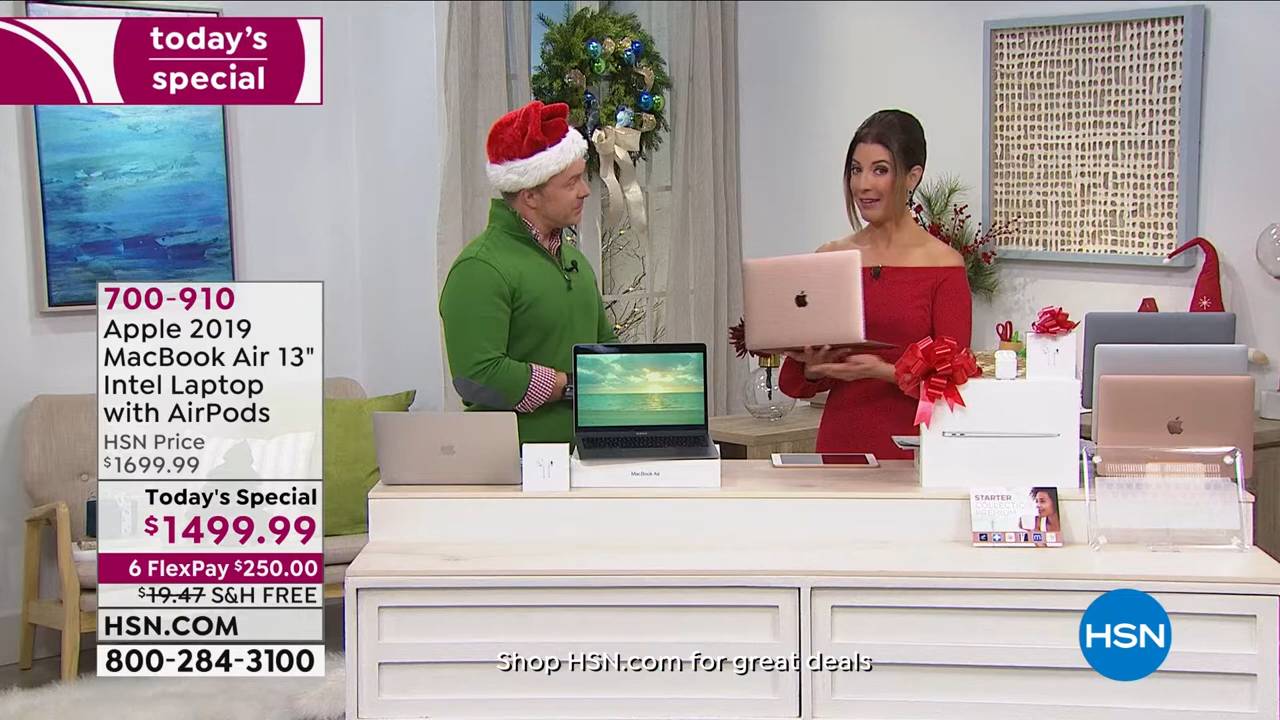 today's
special
700-910
Apple 2019
MacBook Air 13"
Intel Laptop
with AirPods
HSN Price
$1699.99
Today's Special
$1499.99
6 FlexPay $250.00
$19.47 S&H FREE
HSN.COM
800-284-3100
MacBook Air
STARTER
COLLECTION
PREMIUM
HSN
Shop HSN.com for great deals